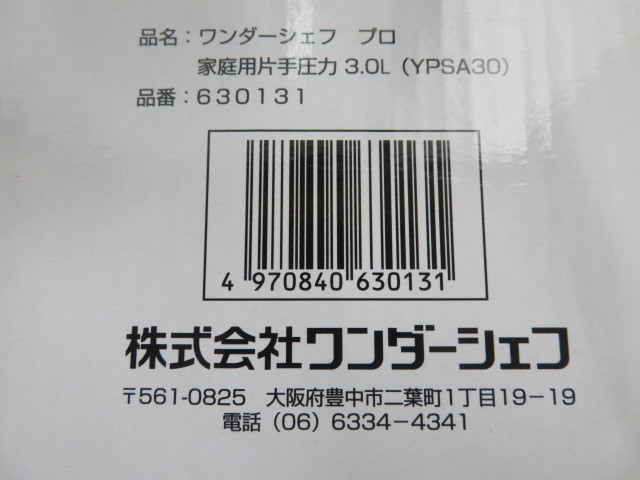 品名：ワンダーシェフ　プロ
家庭用片手圧力 3.0L（YPSA30）
品番：630131
4 970840 630131
株式会社ワンダーシェフ
〒561-0825　大阪府豊中市二葉町1丁目19−19
電話（06）6334−4341